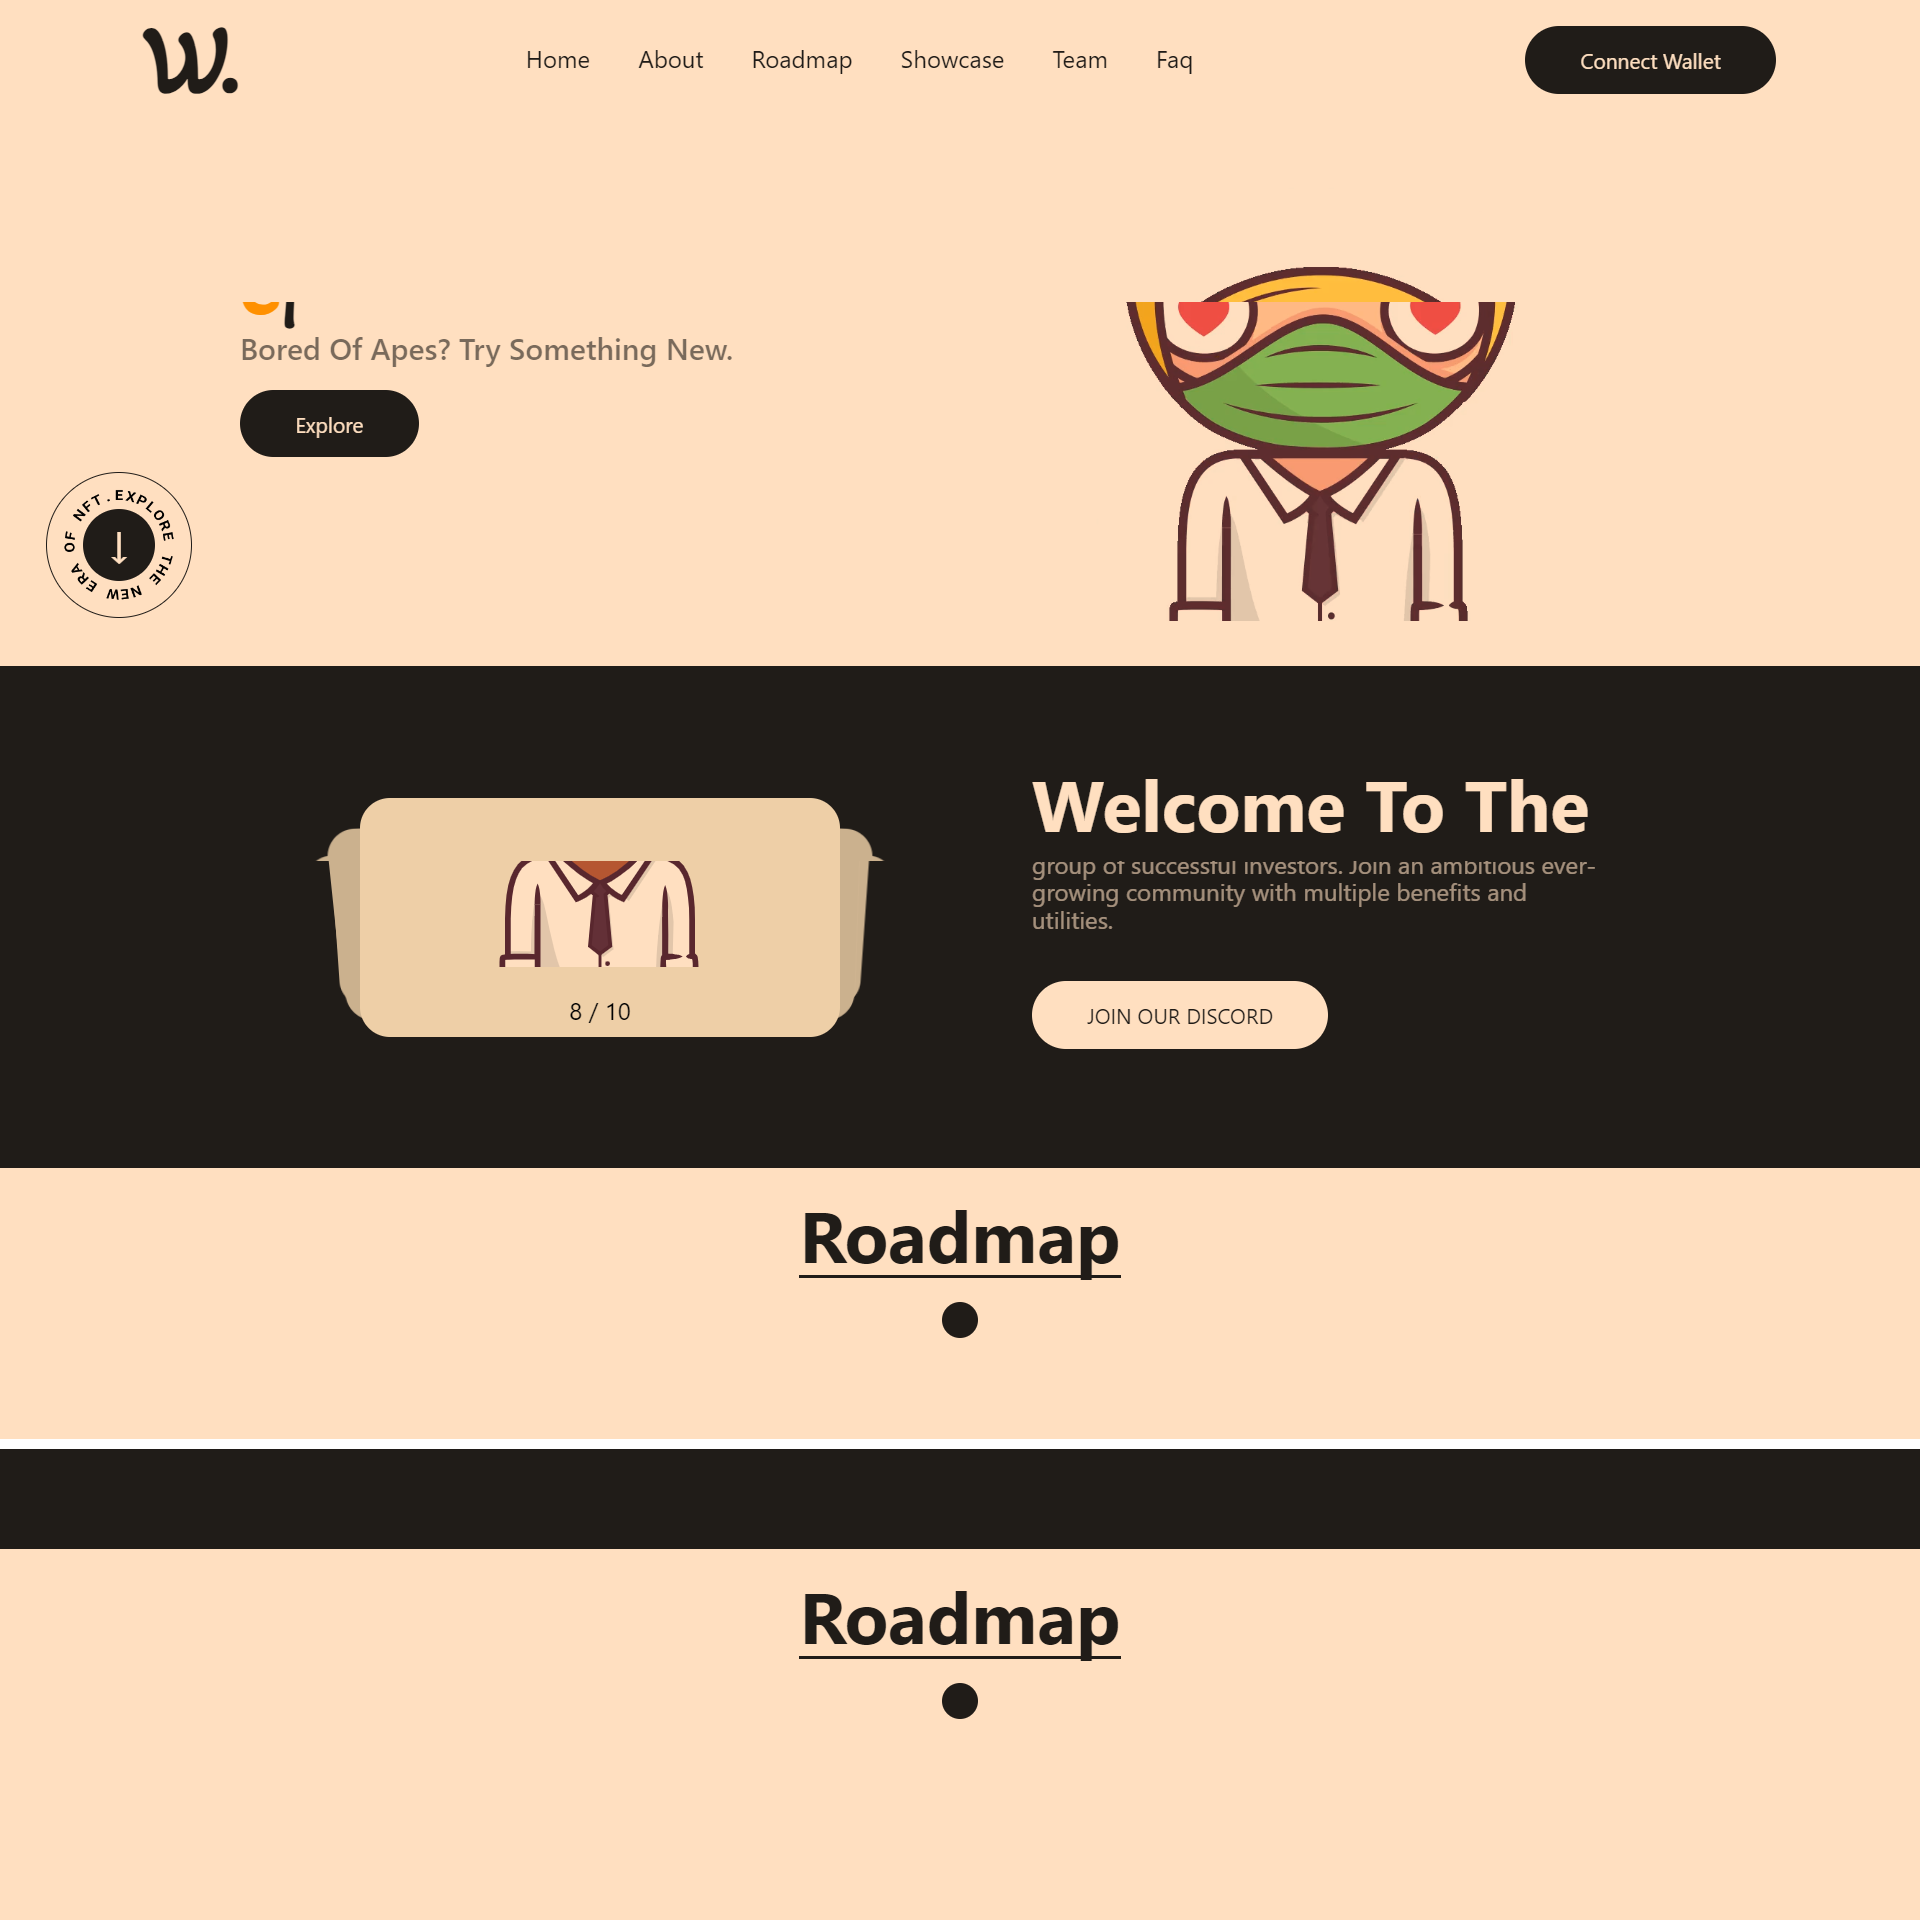 W.
Home
About
Roadmap
Showcase
Team
Faq
Connect Wallet
Bored Of Apes? Try Something New.
Explore
EXPLORE THE NEW ERA OF NFT.
Welcome To The
group of successful investors. Join an ambitious ever-
growing community with multiple benefits and
utilities.
8 / 10
JOIN OUR DISCORD
Roadmap
Roadmap